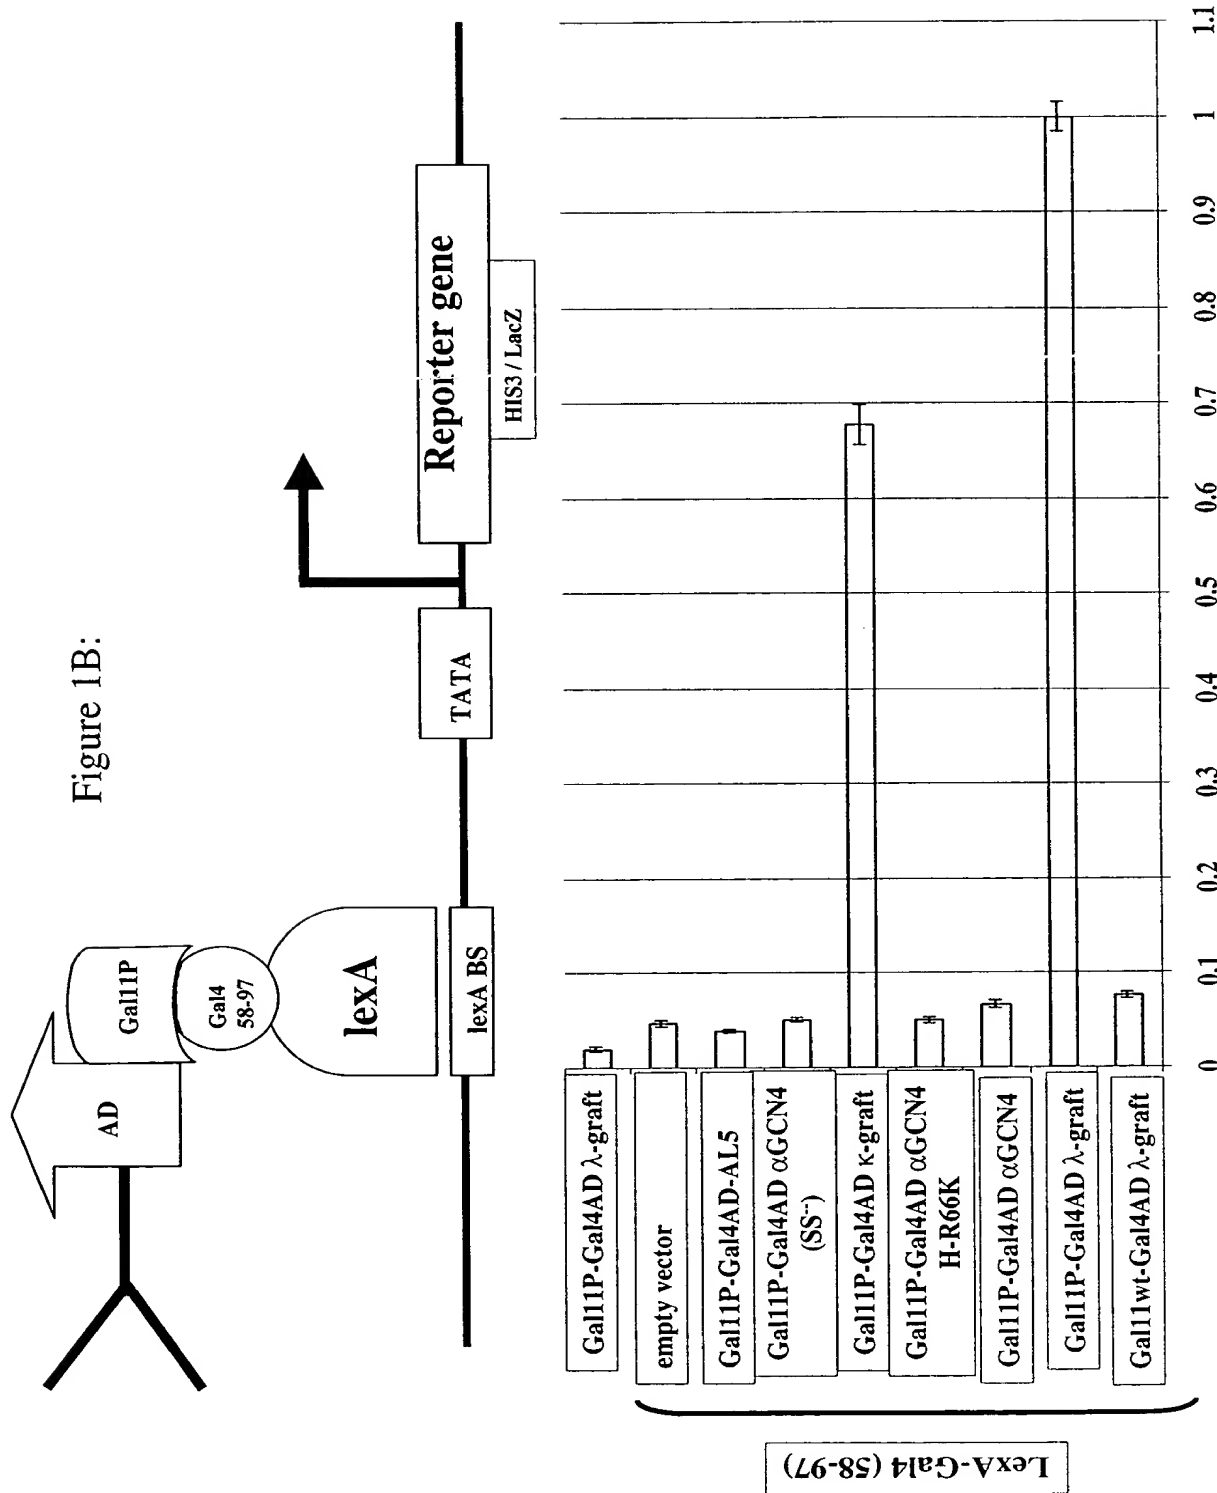 Figure 1B:
AD
Gal11P
Gal4
58-97
lexA
lexA BS
TATA
Reporter gene
HIS3 / LacZ
LexA-Gal4 (58-97)
Gal11P-Gal4AD λ-graft
empty vector
Gal11P-Gal4AD-AL5
Gal11P-Gal4AD αGCN4
(SS--)
Gal11P-Gal4AD κ-graft
Gal11P-Gal4AD αGCN4
H-R66K
Gal11P-Gal4AD αGCN4
Gal11P-Gal4AD λ-graft
Gal11wt-Gal4AD λ-graft
0 0.1 0.2 0.3 0.4 0.5 0.6 0.7 0.8 0.9 1 1.1